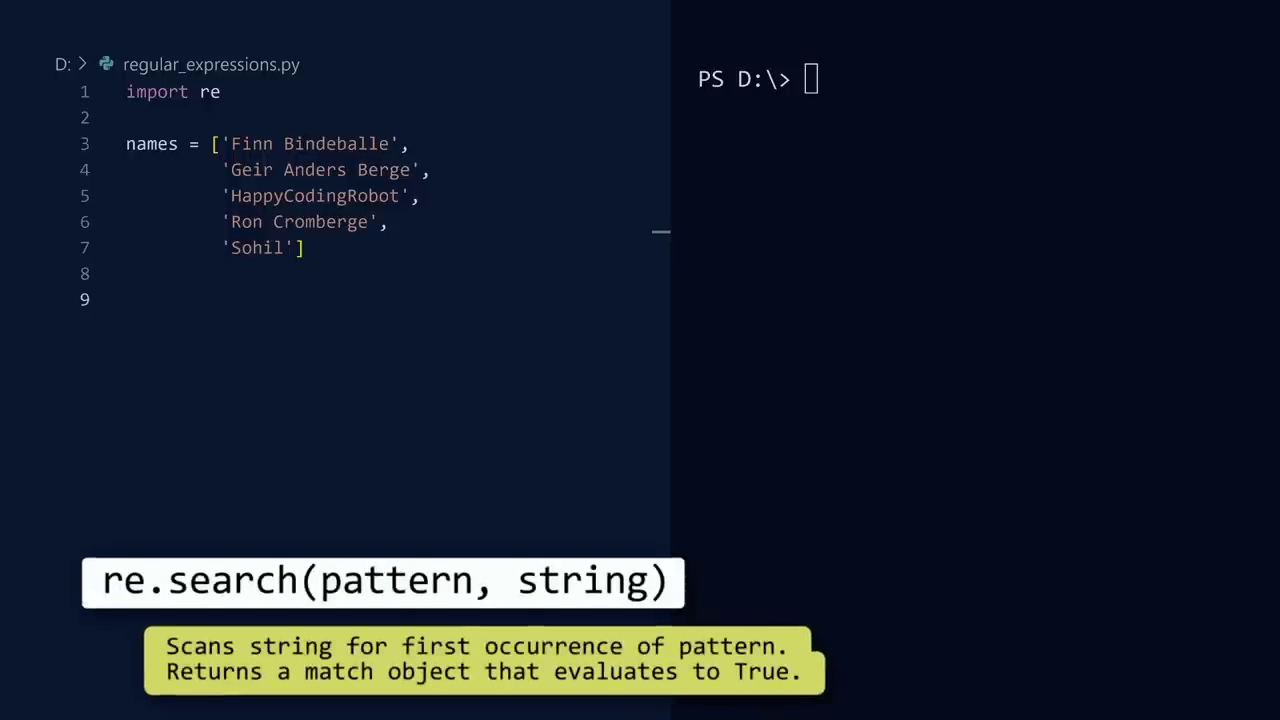 D: > regular_expressions.py
1 import re
2
3 names = ['Finn Bindeballe',
4 'Geir Anders Berge',
5 'HappyCodingRobot',
6 'Ron Cromberge',
7 'Sohil']
8
9
PS D:\>
re.search(pattern, string)
Scans string for first occurrence of pattern.
Returns a match object that evaluates to True.